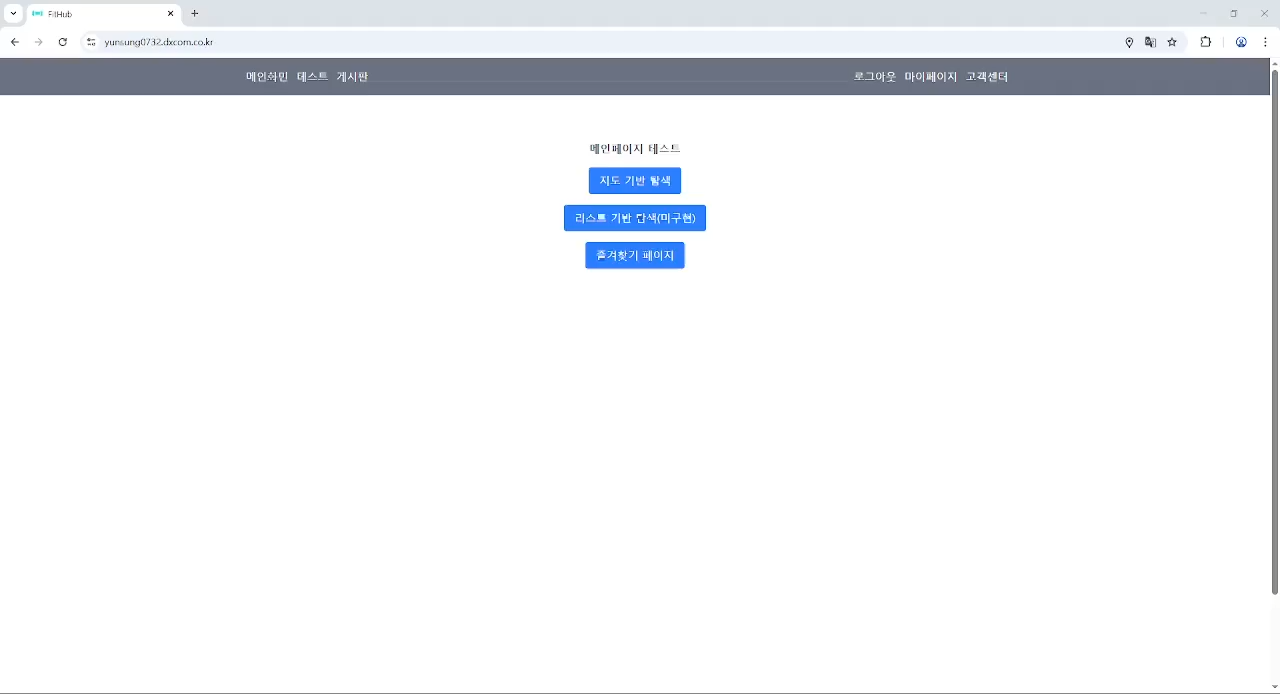 FitHub
yunsung0732.dxcom.co.kr
메인화면 테스트 게시판
로그아웃 마이페이지 고객센터
메인페이지 테스트
지도 기반 탐색
리스트 기반 탐색(미구현)
즐겨찾기 페이지